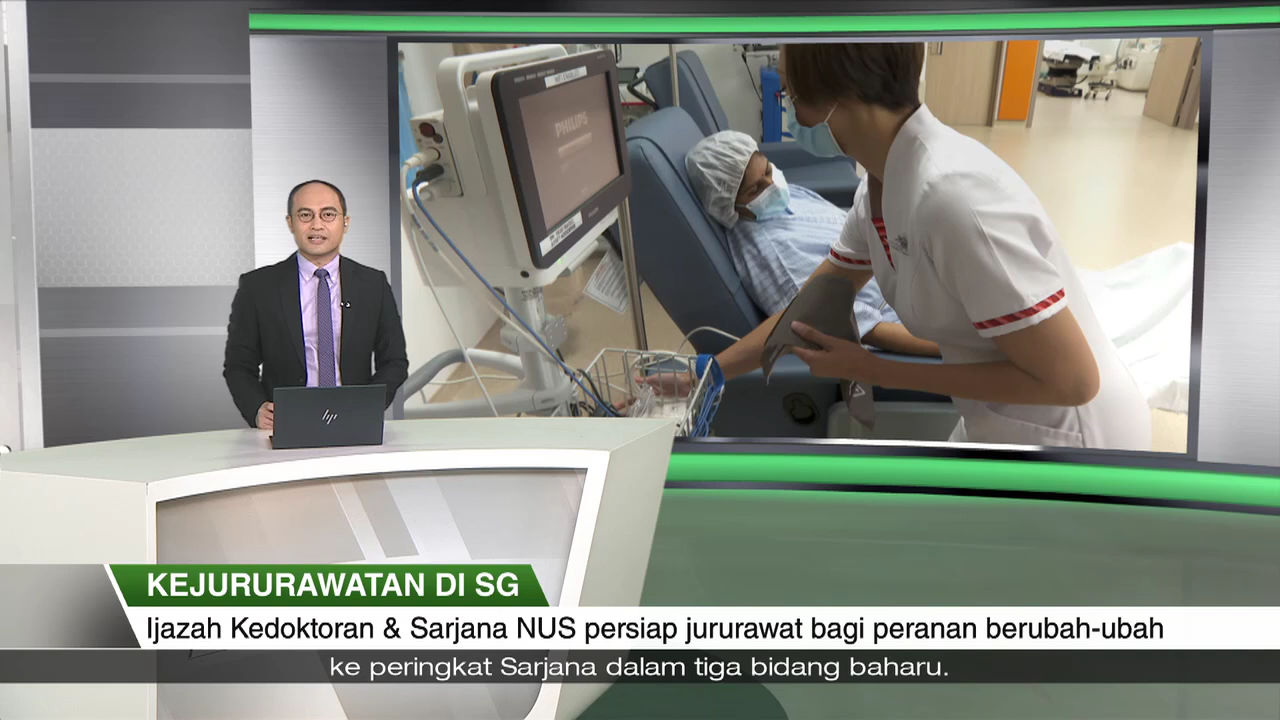 PHILIPS
hp
KEJURURAWATAN DI SG
Ijazah Kedoktoran & Sarjana NUS persiap jururawat bagi peranan berubah-ubah
ke peringkat Sarjana dalam tiga bidang baharu.